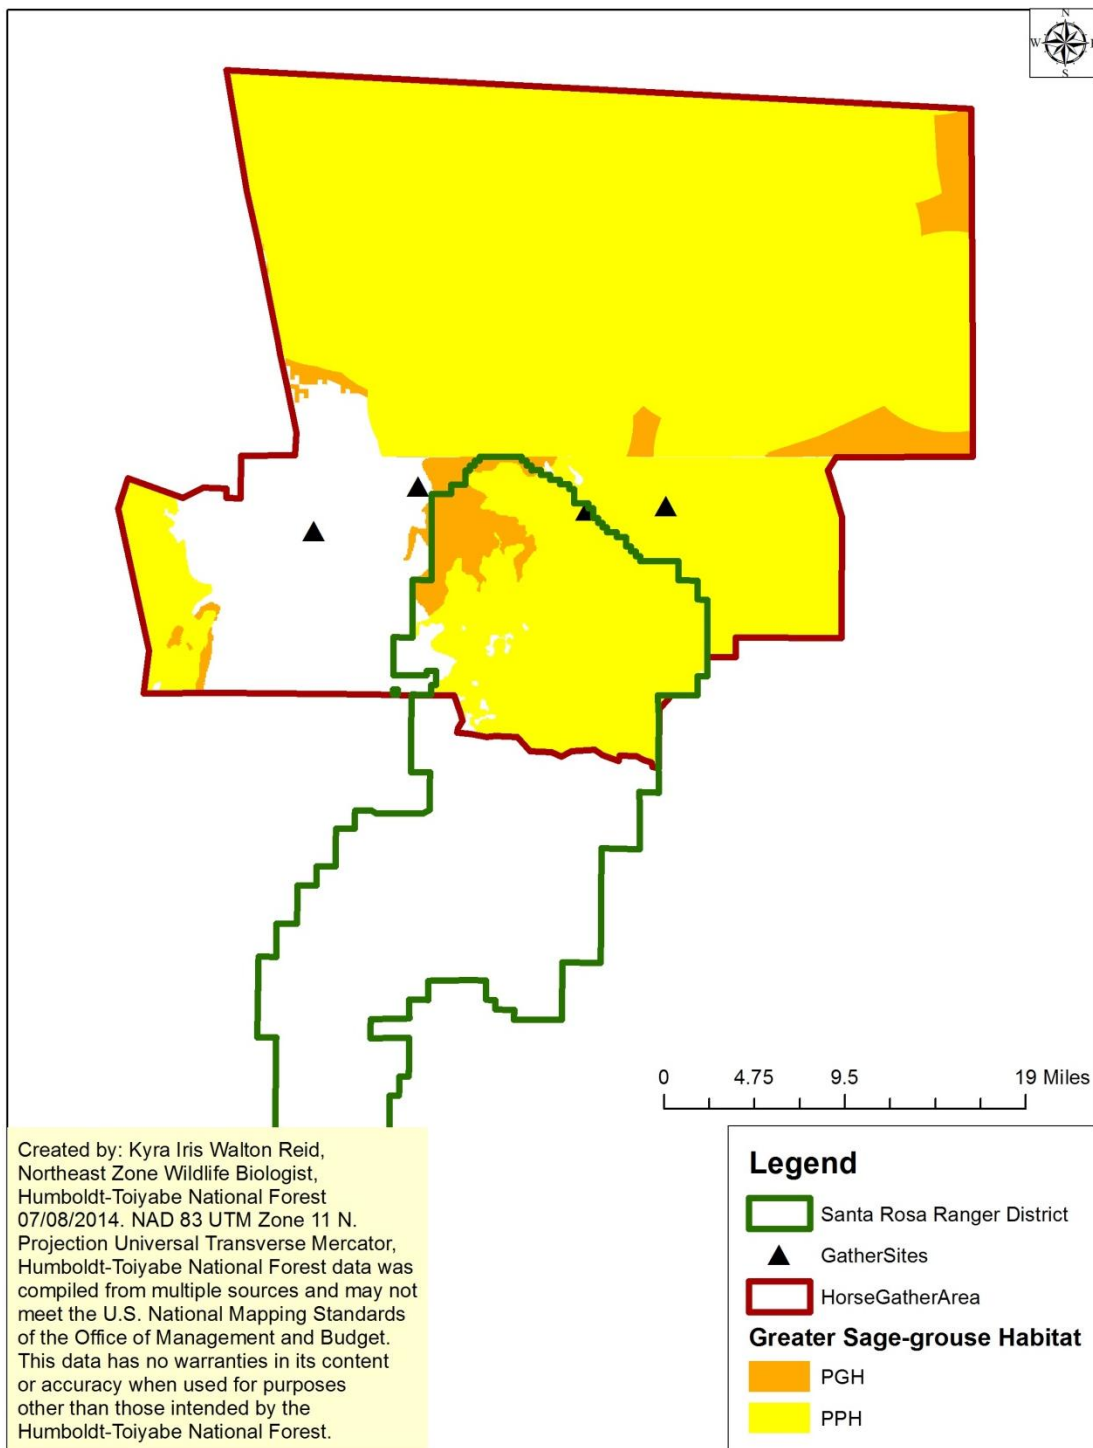 N
W
S
0 4.75 9.5 19 Miles
Created by: Kyra Iris Walton Reid,
Northeast Zone Wildlife Biologist,
Humboldt-Toiyabe National Forest
07/08/2014. NAD 83 UTM Zone 11 N.
Projection Universal Transverse Mercator,
Humboldt-Toiyabe National Forest data was
compiled from multiple sources and may not
meet the U.S. National Mapping Standards
of the Office of Management and Budget.
This data has no warranties in its content
or accuracy when used for purposes
other than those intended by the
Humboldt-Toiyabe National Forest.
Legend
Santa Rosa Ranger District
GatherSites
HorseGatherArea
Greater Sage-grouse Habitat
PGH
PPH